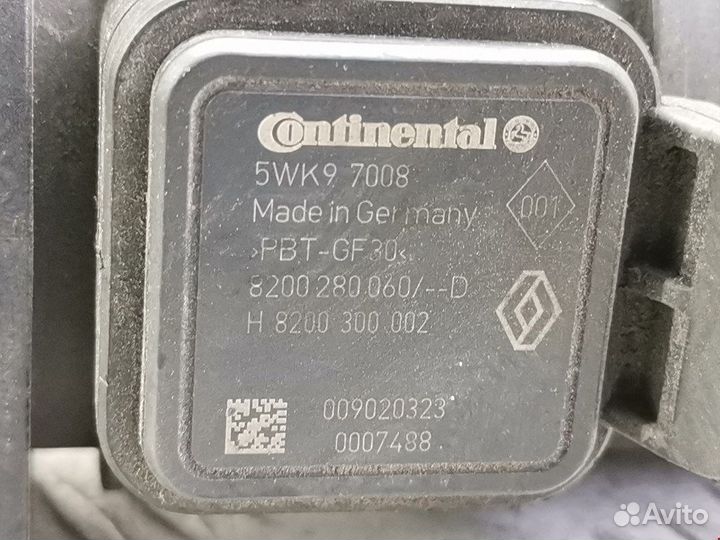 Continental
5WK9 7008
Made in Germany
001
›PBT-GF30‹
8200 280 060/--D
H 8200 300 002
009020323
0007488
Avito